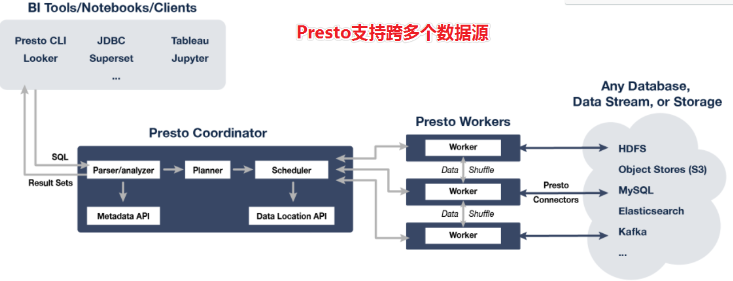 BI Tools/Notebooks/Clients
Presto CLI JDBC Tableau
Looker Superset Jupyter
...
Presto支持跨多个数据源
Any Database,
Data Stream, or Storage
Presto Workers
Presto Coordinator
SQL
Result Sets
Parser/analyzer
Planner
Scheduler
Metadata API
Data Location API
Worker
Data Shuffle
Worker
Data Shuffle
Worker
Presto
Connectors
HDFS
Object Stores (S3)
MySQL
Elasticsearch
Kafka
...